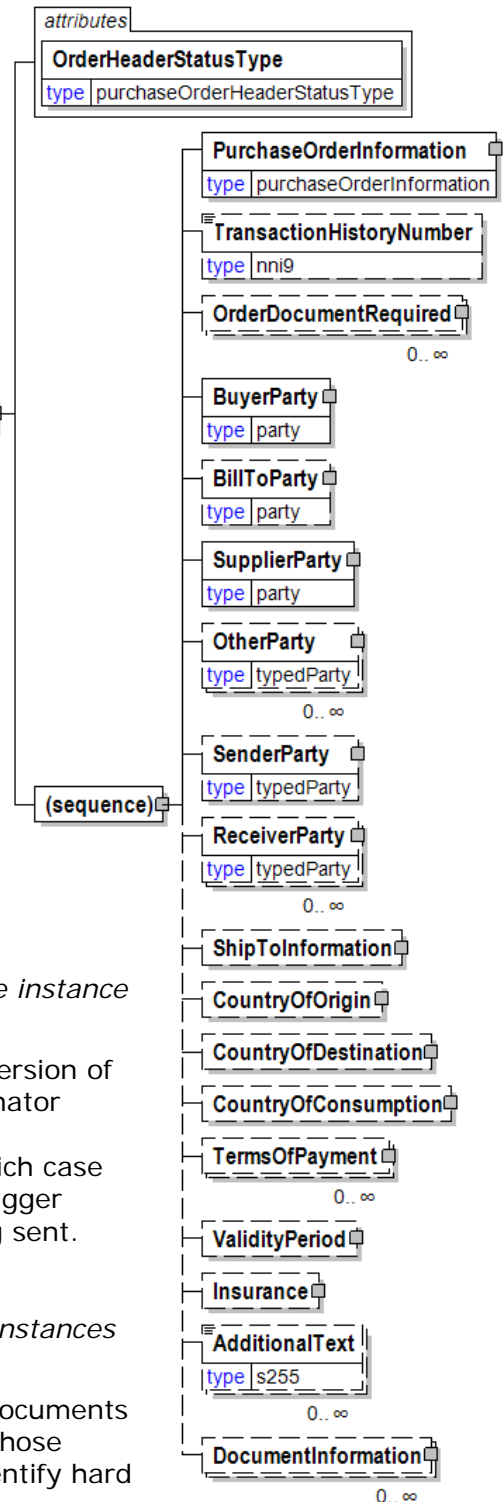 attributes
OrderHeaderStatusType
type purchaseOrderHeaderStatusType
PurchaseOrderInformation
type purchaseOrderInformation
TransactionHistoryNumber
type nni9
OrderDocumentRequired
0.. ∞
BuyerParty
type party
BillToParty
type party
SupplierParty
type party
OtherParty
type typedParty
0.. ∞
SenderParty
type typedParty
(sequence)
ReceiverParty
type typedParty
0.. ∞
ShipToInformation
CountryOfOrigin
CountryOfDestination
CountryOfConsumption
TermsOfPayment
0.. ∞
ValidityPeriod
Insurance
AdditionalText
type s255
0.. ∞
DocumentInformation
0.. ∞
instance
ersion of
nator
ich case
gger
sent.
nstances
ocuments
hose
entify hard